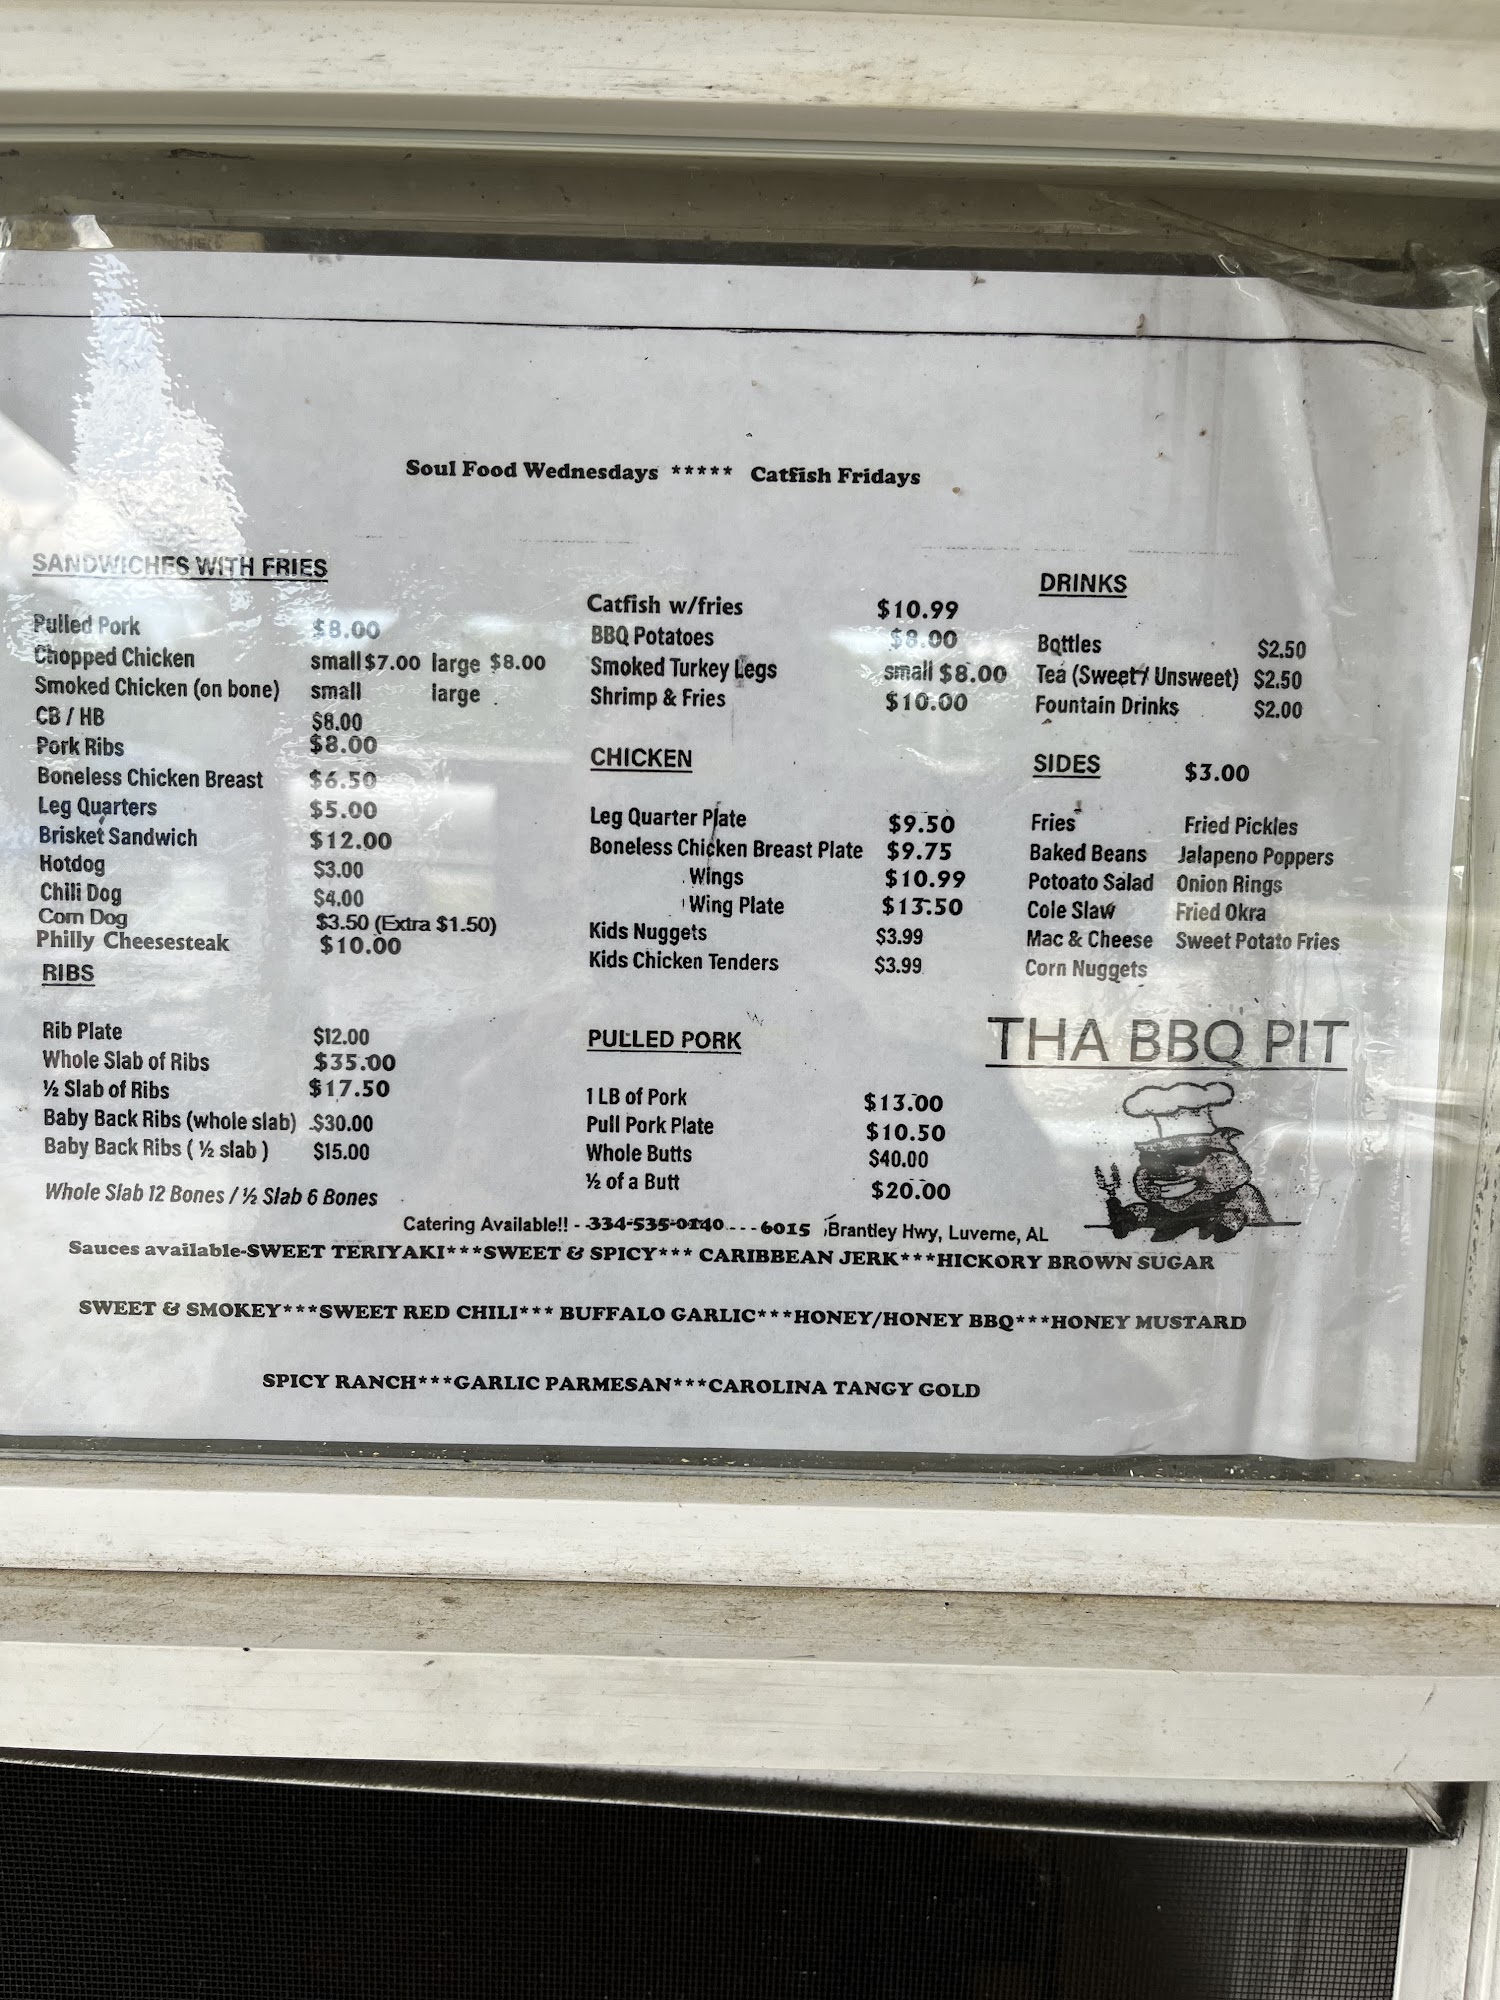 Soul Food Wednesdays ***** Catfish Fridays
SANDWICHES WITH FRIES
Pulled Pork $8.00
Chopped Chicken small $7.00 large $8.00
Smoked Chicken (on bone) small large
CB / HB $8.00
Pork Ribs $8.00
Boneless Chicken Breast $6.50
Leg Quarters $5.00
Brisket Sandwich $12.00
Hotdog $3.00
Chili Dog $4.00
Corn Dog $3.50 (Extra $1.50)
Philly Cheesesteak $10.00
RIBS
Rib Plate $12.00
Whole Slab of Ribs $35.00
½ Slab of Ribs $17.50
Baby Back Ribs (whole slab) $30.00
Baby Back Ribs ( ½ slab ) $15.00
Whole Slab 12 Bones / ½ Slab 6 Bones
Catfish w/fries $10.99
BBQ Potatoes $8.00
Smoked Turkey Legs small $8.00
Shrimp & Fries $10.00
CHICKEN
Leg Quarter Plate $9.50
Boneless Chicken Breast Plate $9.75
Wings $10.99
Wing Plate $13.50
Kids Nuggets $3.99
Kids Chicken Tenders $3.99
PULLED PORK
1 LB of Pork $13.00
Pull Pork Plate $10.50
Whole Butts $40.00
½ of a Butt $20.00
DRINKS
Bottles $2.50
Tea (Sweet / Unsweet) $2.50
Fountain Drinks $2.00
SIDES $3.00
Fries Fried Pickles
Baked Beans Jalapeno Poppers
Potoato Salad Onion Rings
Cole Slaw Fried Okra
Mac & Cheese Sweet Potato Fries
Corn Nuggets
THA BBQ PIT
Catering Available!! - 334-535-0140 - - - 6015 Brantley Hwy, Luverne, AL
Sauces available-SWEET TERIYAKI***SWEET & SPICY*** CARIBBEAN JERK***HICKORY BROWN SUGAR
SWEET & SMOKEY***SWEET RED CHILI*** BUFFALO GARLIC***HONEY/HONEY BBQ***HONEY MUSTARD
SPICY RANCH***GARLIC PARMESAN***CAROLINA TANGY GOLD